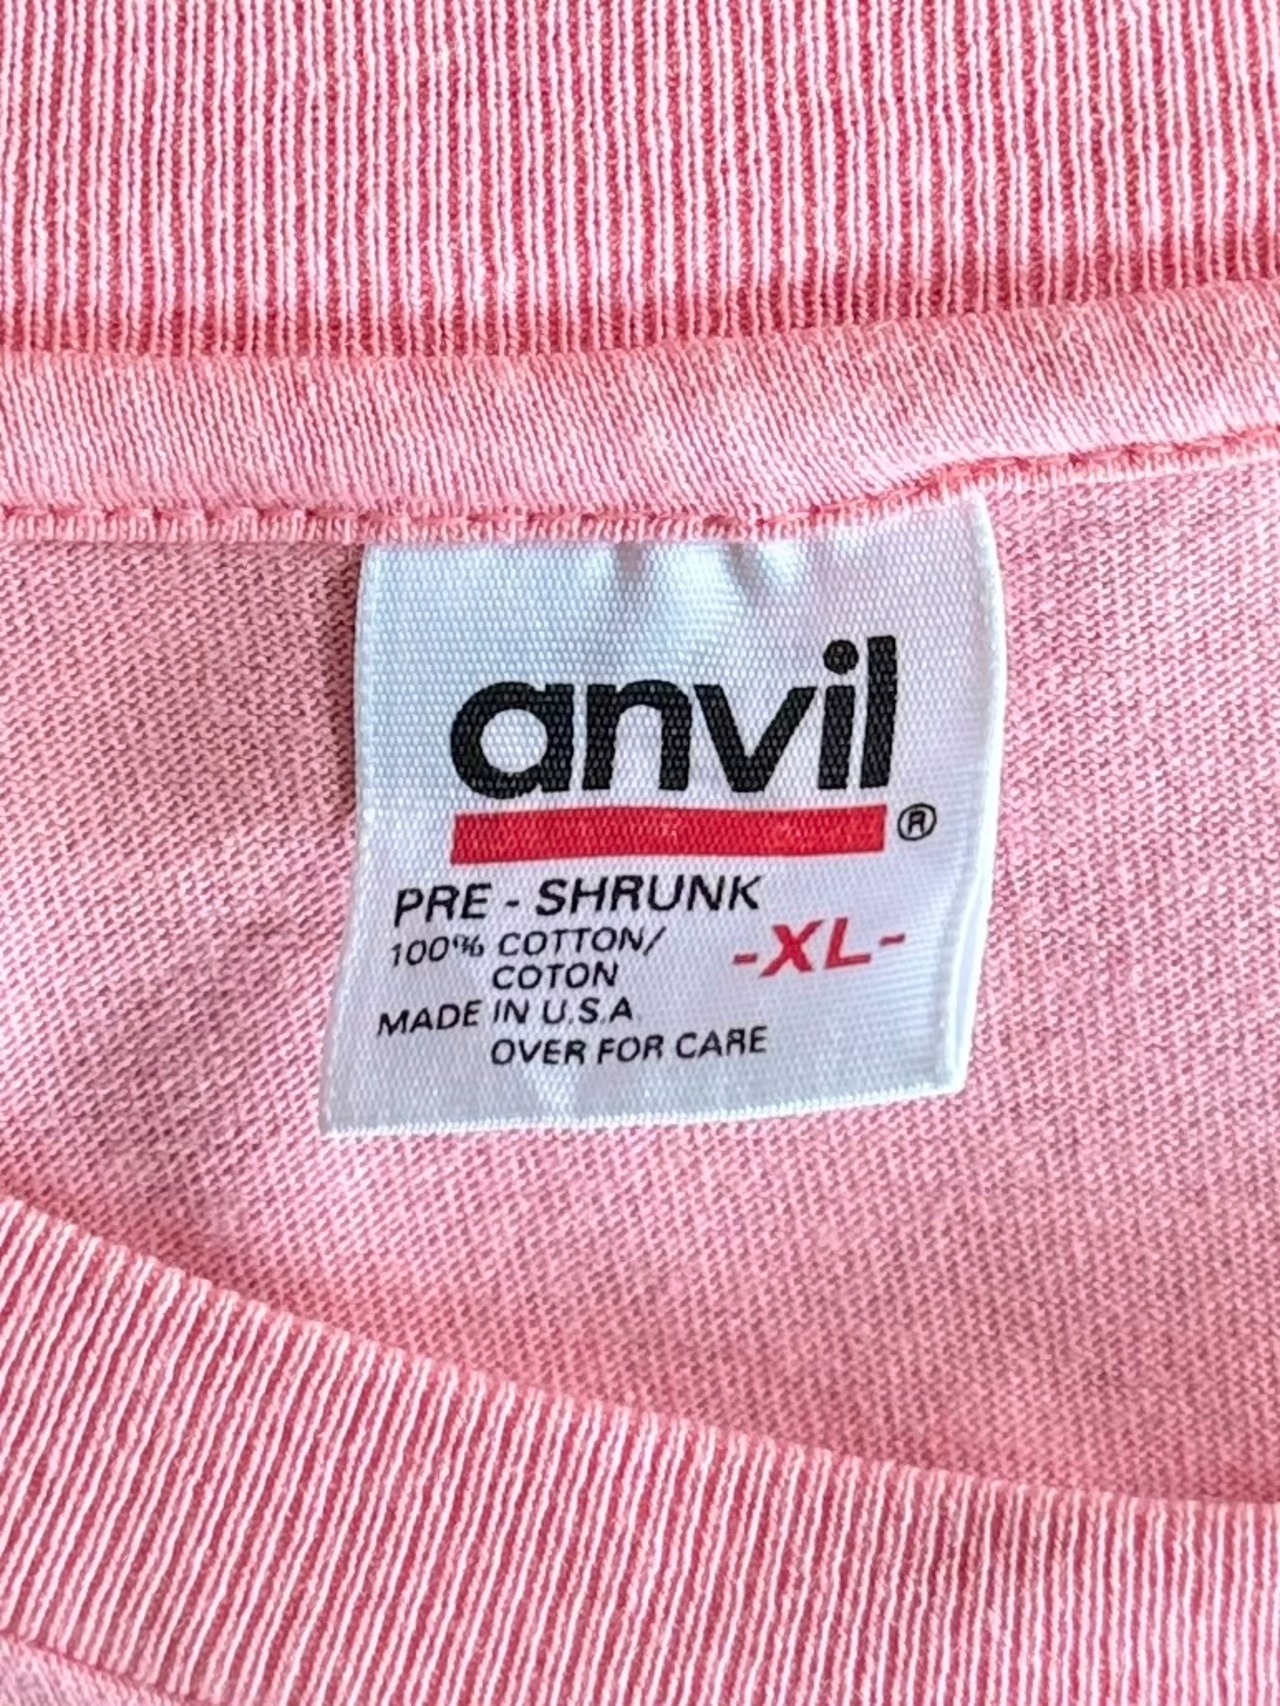 anvil®
PRE - SHRUNK
100% COTTON/
COTON
-XL-
MADE IN U.S.A
OVER FOR CARE